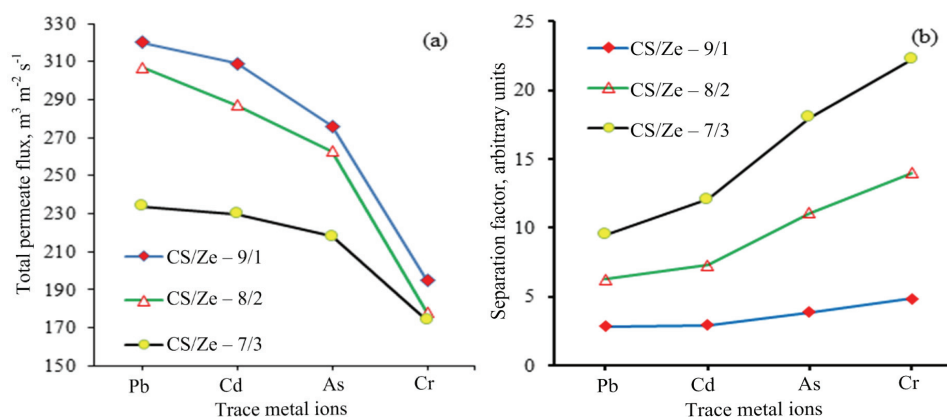 (a)
Total permeate flux, m³ m⁻² s⁻¹
330
310
290
270
250
230
210
190
170
150
CS/Ze – 9/1
CS/Ze – 8/2
CS/Ze – 7/3
Pb Cd As Cr
Trace metal ions
(b)
Separation factor, arbitrary units
25
20
15
10
5
0
CS/Ze – 9/1
CS/Ze – 8/2
CS/Ze – 7/3
Pb Cd As Cr
Trace metal ions